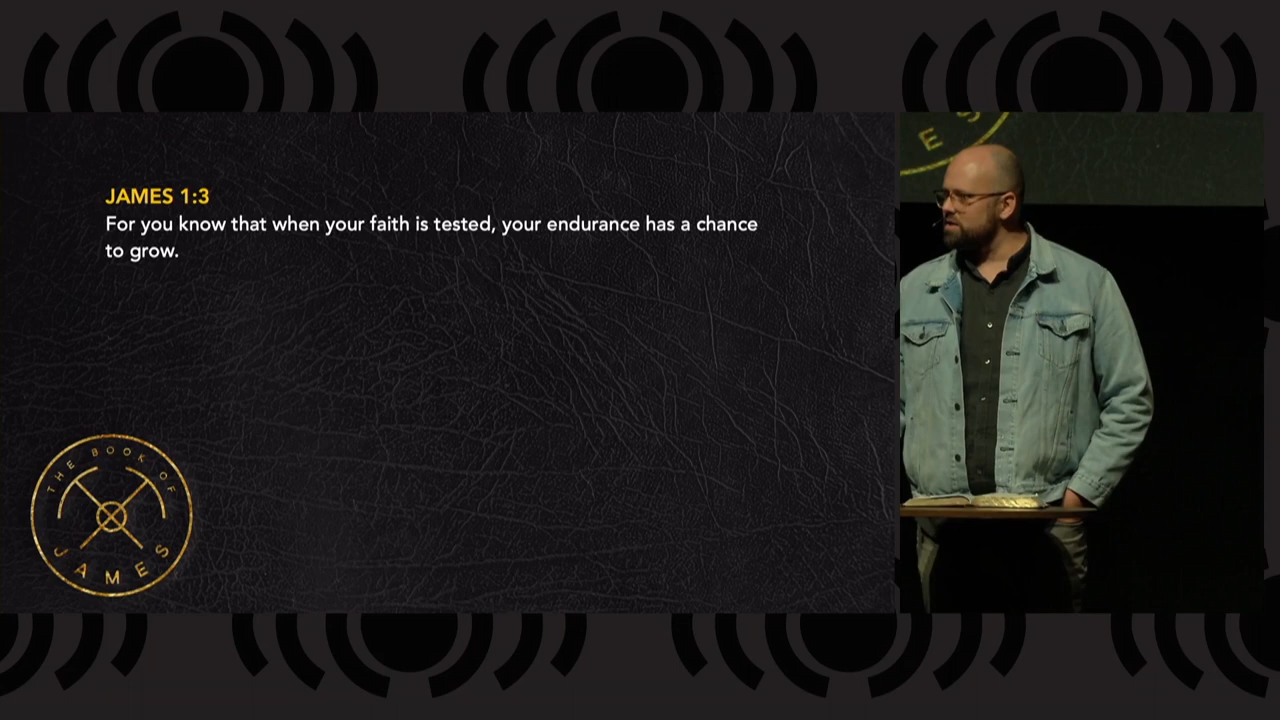 JAMES 1:3
For you know that when your faith is tested, your endurance has a chance
to grow.
THE BOOK OF
JAMES
E S